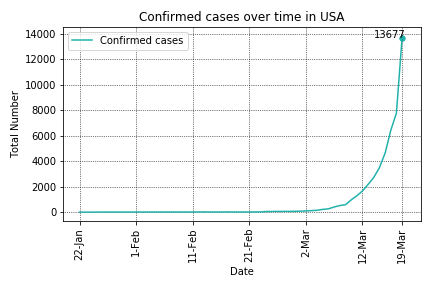 Confirmed cases over time in USA
Confirmed cases
13677
14000
12000
10000
8000
6000
4000
2000
0
Total Number
22-Jan
1-Feb
11-Feb
21-Feb
2-Mar
12-Mar
19-Mar
Date